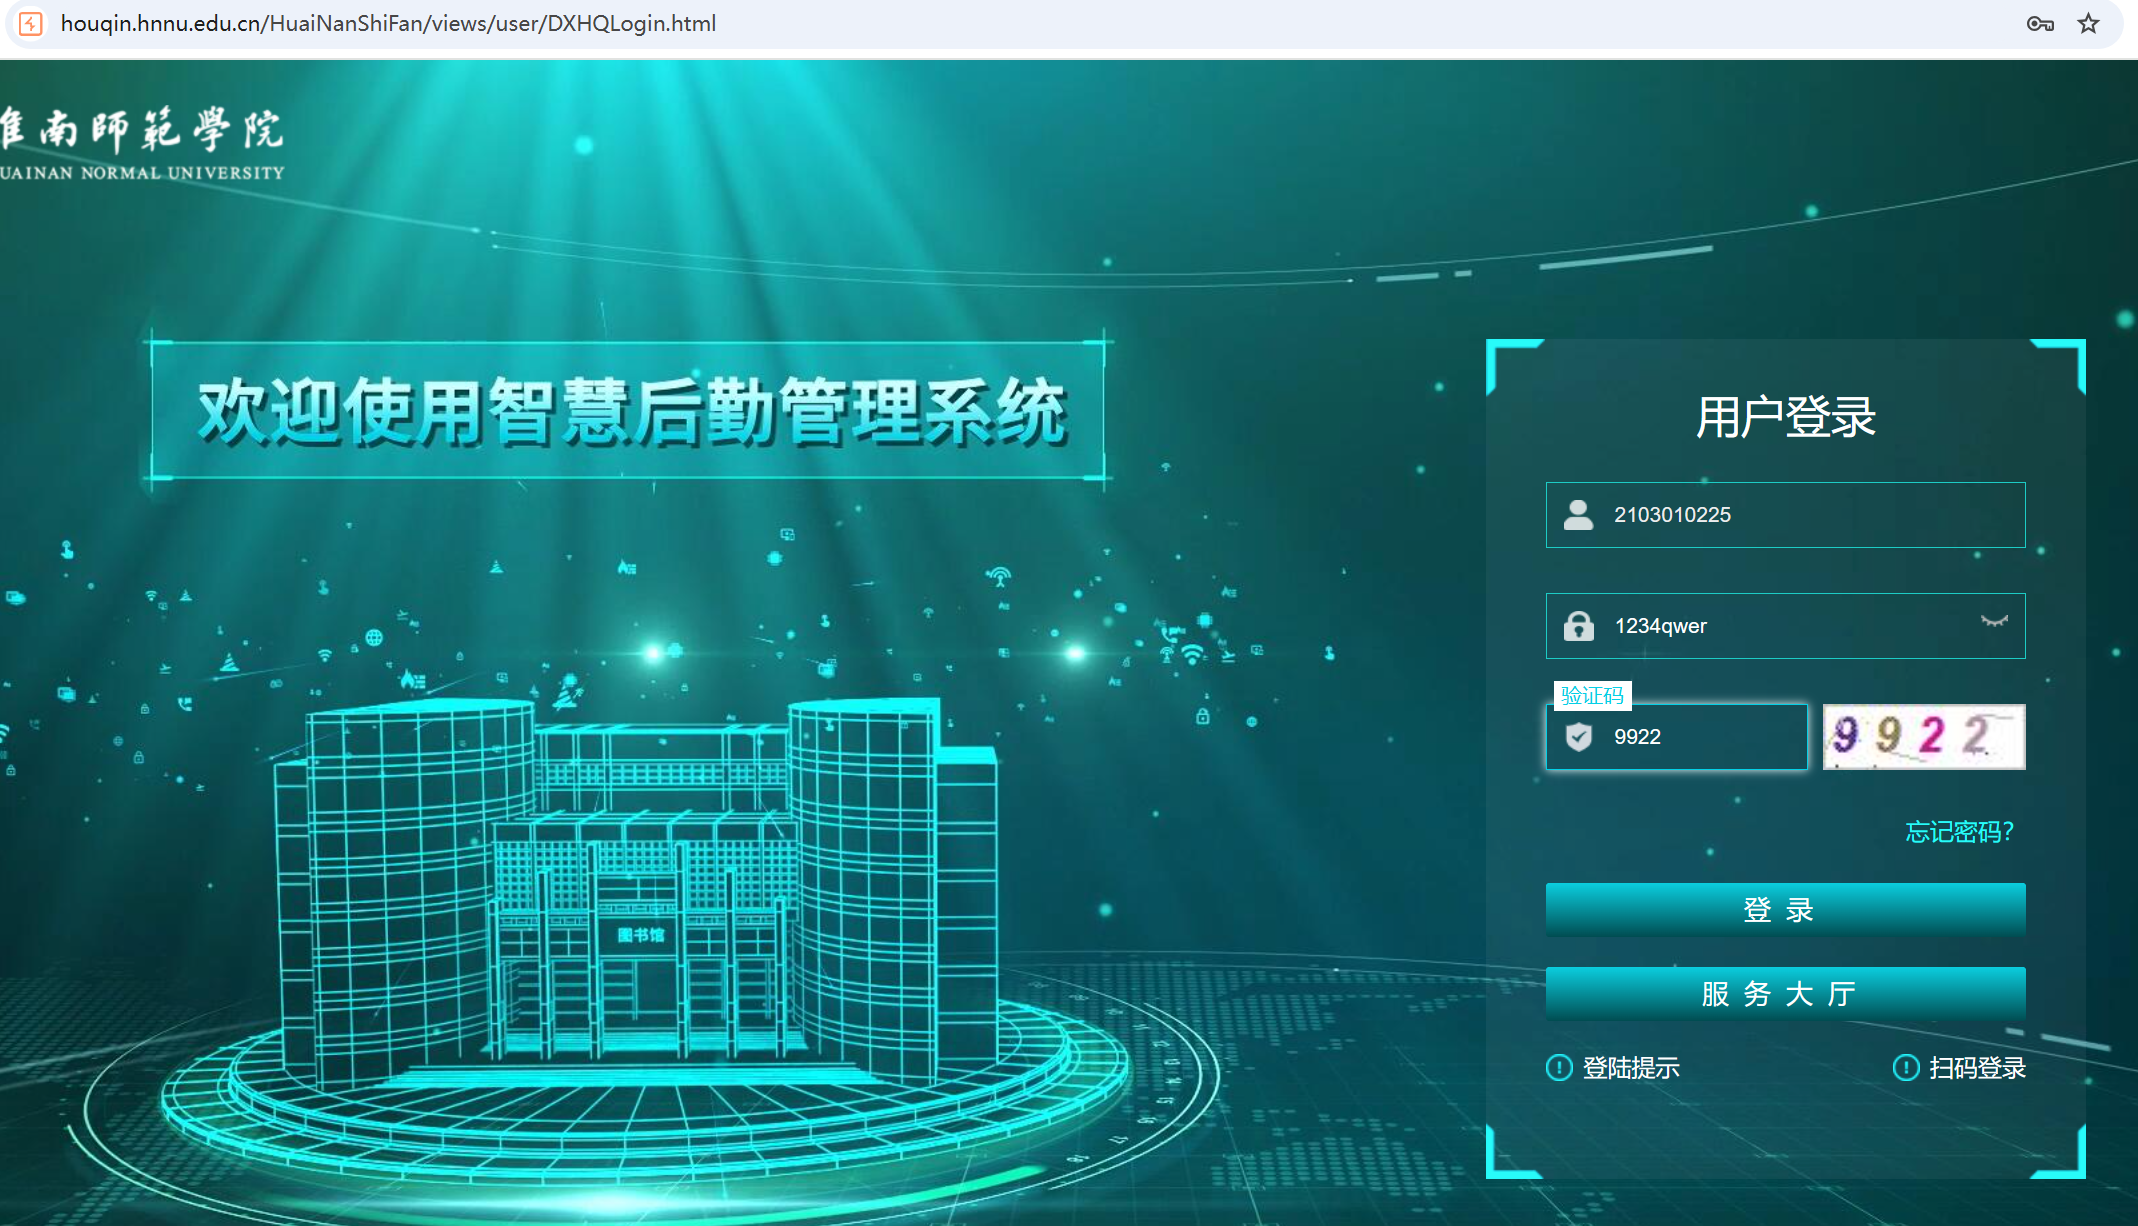 houqin.hnnu.edu.cn/HuaiNanShiFan/views/user/DXHQLogin.html
淮南師範學院
UAINAN NORMAL UNIVERSITY
欢迎使用智慧后勤管理系统
用户登录
2103010225
1234qwer
验证码
9922
9922
忘记密码?
登 录
服 务 大 厅
登陆提示
扫码登录
图书馆